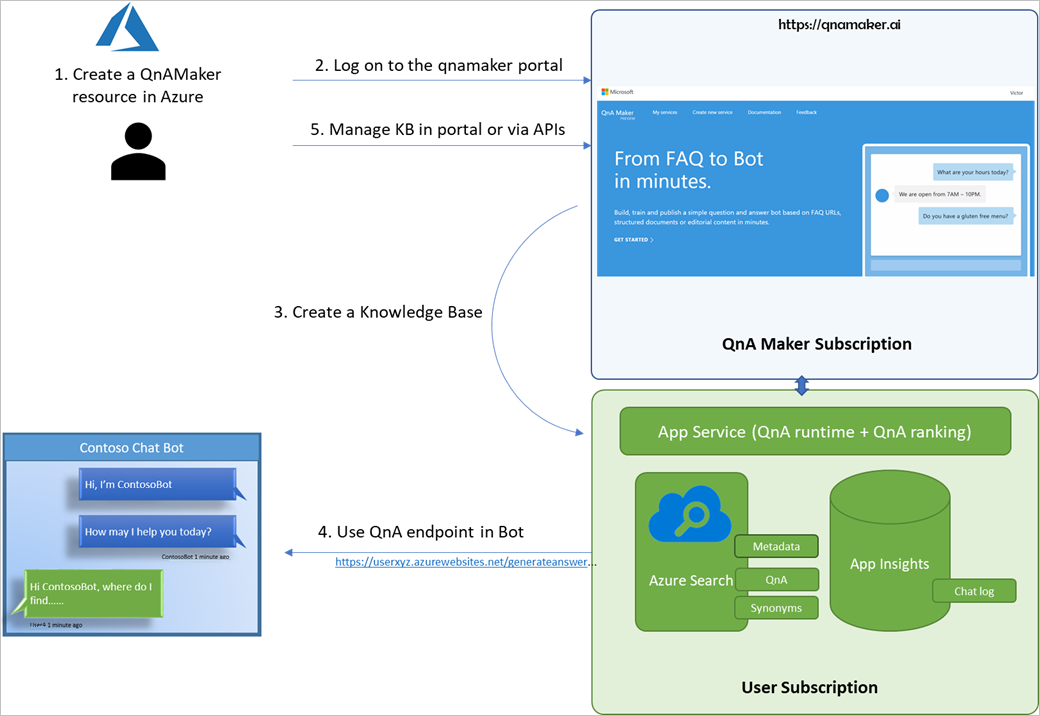 1. Create a QnAMaker
resource in Azure
2. Log on to the qnamaker portal
5. Manage KB in portal or via APIs
3. Create a Knowledge Base
https://qnamaker.ai
Microsoft
Victor
QnA Maker
My services
Create new service
Documentation
Feedback
From FAQ to Bot
in minutes.
Build, train and publish a simple question and answer bot based on FAQ URLs,
structured documents or editorial content in minutes.
GET STARTED >
What are your hours today?
We are open from 7AM – 10PM.
Do you have a gluten free menu?
QnA Maker Subscription
App Service (QnA runtime + QnA ranking)
Azure Search
Metadata
QnA
Synonyms
App Insights
Chat log
User Subscription
4. Use QnA endpoint in Bot
https://userxyz.azurewebsites.net/generateanswer...
Contoso Chat Bot
Hi, I'm ContosoBot
How may I help you today?
ContosoBot 1 minute ago
Hi ContosoBot, where do I
find......
1 minute ago